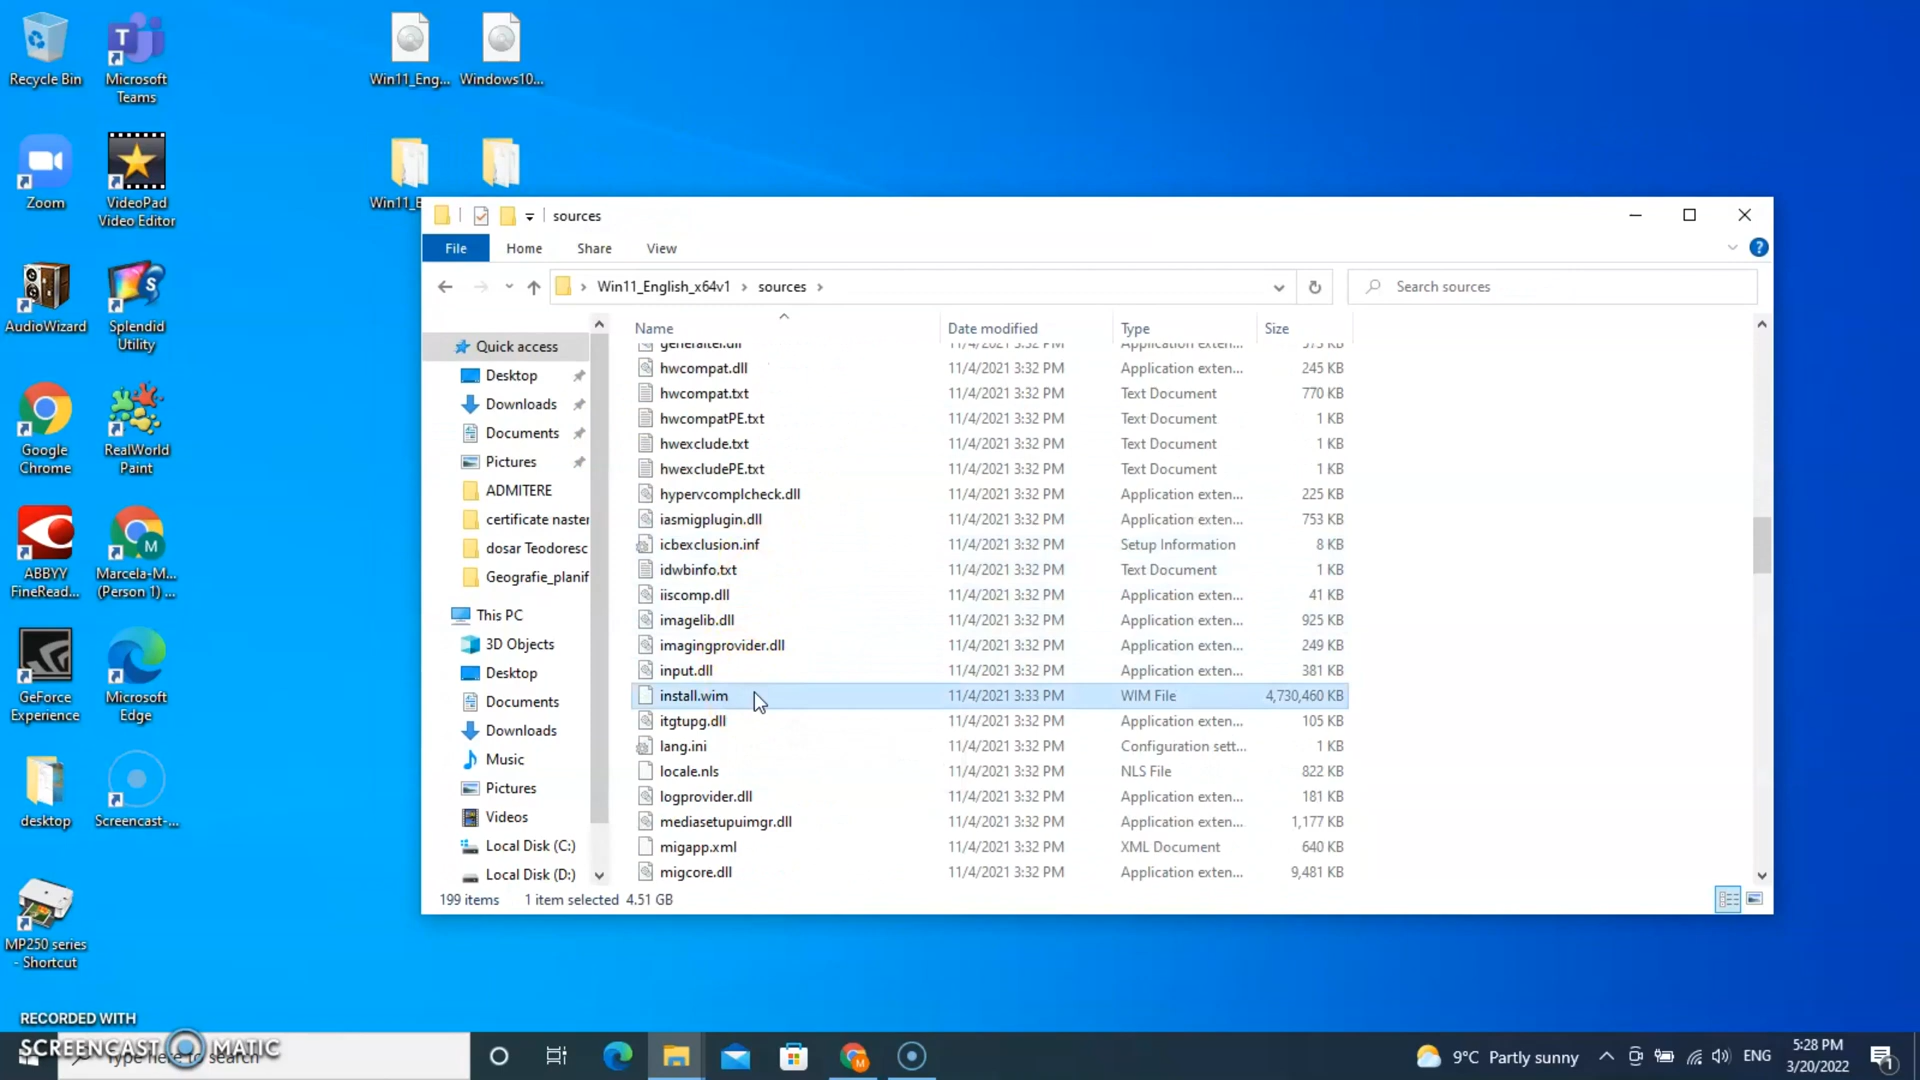 Recycle Bin
Microsoft
Teams
Win11_Eng...
Windows10...
Zoom
VideoPad
Video Editor
Win11_E
AudioWizard
Splendid
Utility
Google
Chrome
RealWorld
Paint
ABBYY
FineRead...
Marcela-M...
(Person 1) ...
GeForce
Experience
Microsoft
Edge
desktop
Screencast-...
MP250 series
- Shortcut
sources
File Home Share View
Win11_English_x64v1 > sources >
Search sources
Name Date modified Type Size
Quick access
Desktop
Downloads
Documents
Pictures
ADMITERE
certificate naster
dosar Teodoresc
Geografie_planif
This PC
3D Objects
Desktop
Documents
Downloads
Music
Pictures
Videos
Local Disk (C:)
Local Disk (D:)
generaltel.dll 11/4/2021 3:32 PM Application exten... 573 KB
hwcompat.dll 11/4/2021 3:32 PM Application exten... 245 KB
hwcompat.txt 11/4/2021 3:32 PM Text Document 770 KB
hwcompatPE.txt 11/4/2021 3:32 PM Text Document 1 KB
hwexclude.txt 11/4/2021 3:32 PM Text Document 1 KB
hwexcludePE.txt 11/4/2021 3:32 PM Text Document 1 KB
hypervcomplcheck.dll 11/4/2021 3:32 PM Application exten... 225 KB
iasmigplugin.dll 11/4/2021 3:32 PM Application exten... 753 KB
icbexclusion.inf 11/4/2021 3:32 PM Setup Information 8 KB
idwbinfo.txt 11/4/2021 3:32 PM Text Document 1 KB
iiscomp.dll 11/4/2021 3:32 PM Application exten... 41 KB
imagelib.dll 11/4/2021 3:32 PM Application exten... 925 KB
imagingprovider.dll 11/4/2021 3:32 PM Application exten... 249 KB
input.dll 11/4/2021 3:32 PM Application exten... 381 KB
install.wim 11/4/2021 3:33 PM WIM File 4,730,460 KB
itgtupg.dll 11/4/2021 3:32 PM Application exten... 105 KB
lang.ini 11/4/2021 3:32 PM Configuration sett... 1 KB
locale.nls 11/4/2021 3:32 PM NLS File 822 KB
logprovider.dll 11/4/2021 3:32 PM Application exten... 181 KB
mediasetupuimgr.dll 11/4/2021 3:32 PM Application exten... 1,177 KB
migapp.xml 11/4/2021 3:32 PM XML Document 640 KB
migcore.dll 11/4/2021 3:32 PM Application exten... 9,481 KB
199 items 1 item selected 4.51 GB
RECORDED WITH
SCREENCAST MATIC
Type here to search
9°C Partly sunny
ENG
5:28 PM
3/20/2022
1